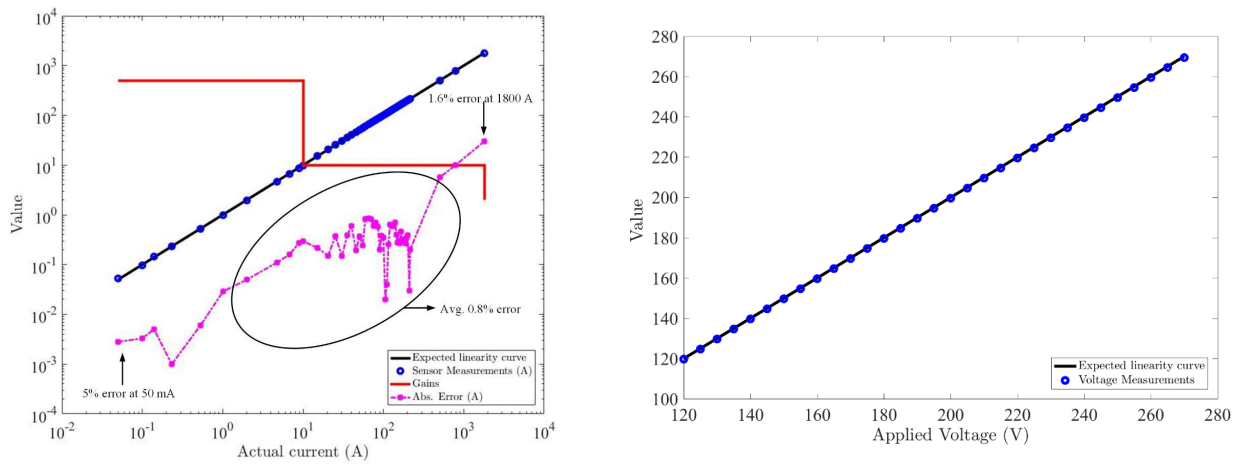 10^4
10^3
10^2
10^1
10^0
10^-1
10^-2
10^-3
10^-4
Value
1.6% error at 1800 A
Avg. 0.8% error
5% error at 50 mA
Expected linearity curve
Sensor Measurements (A)
Gains
Abs. Error (A)
10^-2 10^-1 10^0 10^1 10^2 10^3 10^4
Actual current (A)
280
260
240
220
200
180
160
140
120
100
Value
Expected linearity curve
Voltage Measurements
120 140 160 180 200 220 240 260 280
Applied Voltage (V)